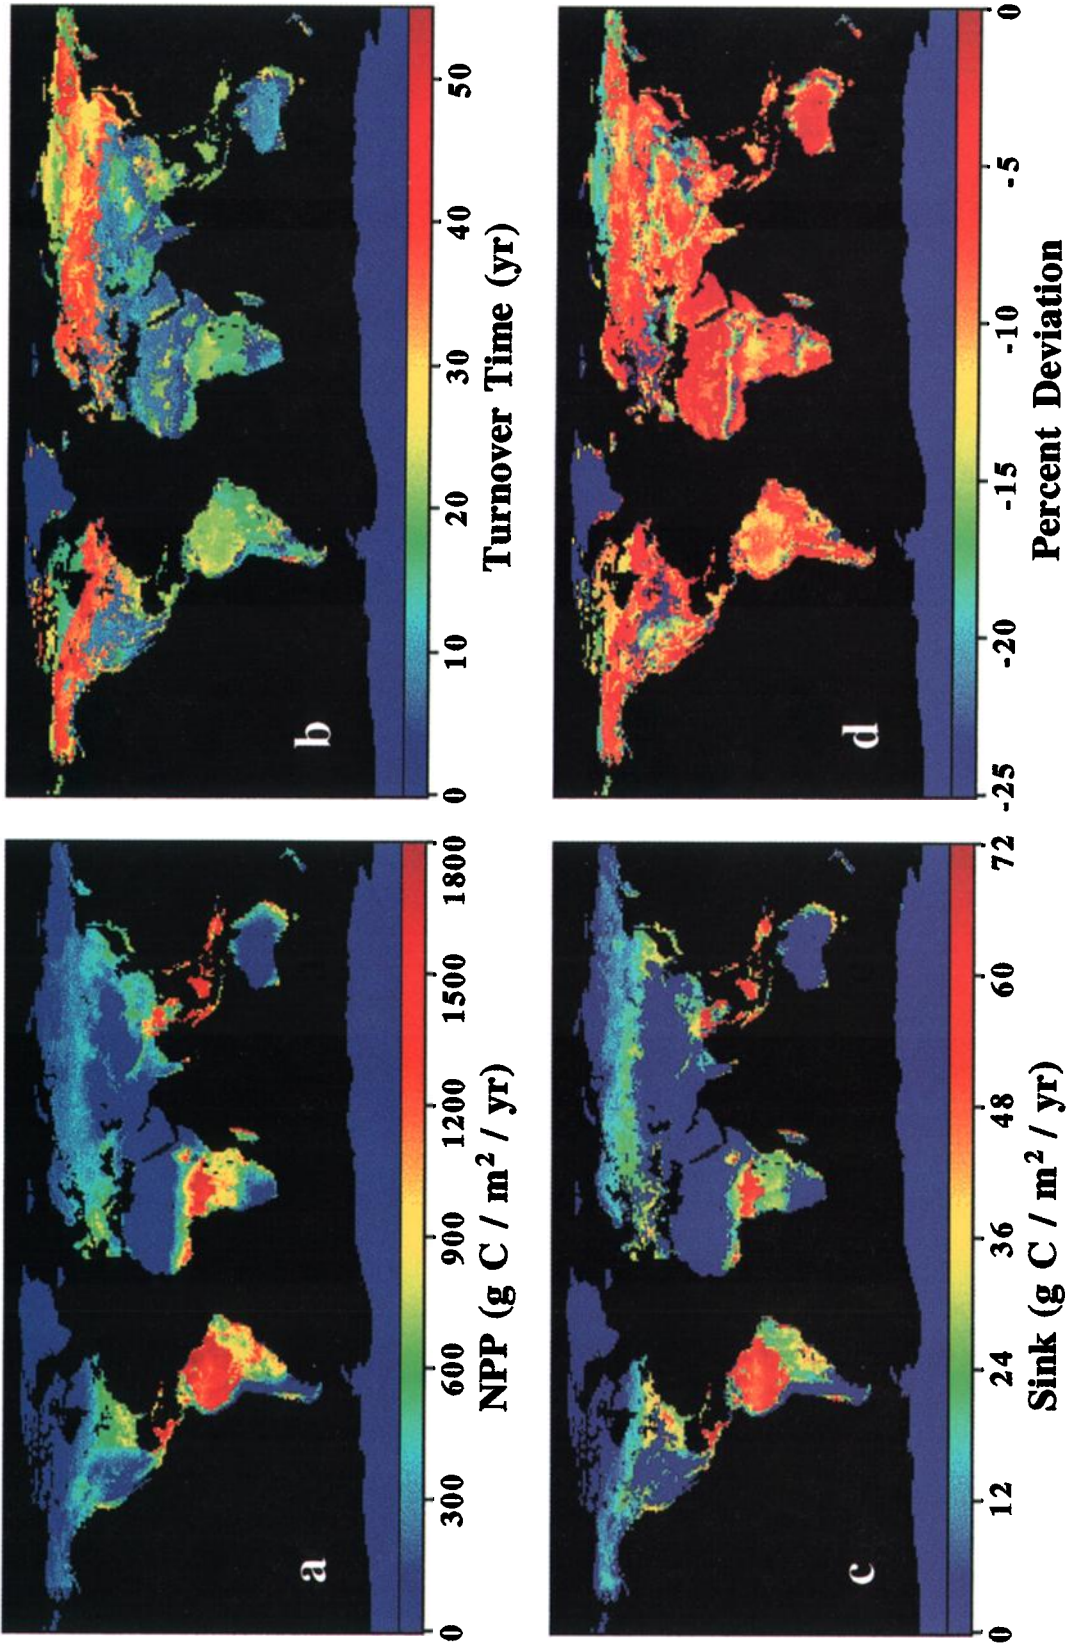 a
0 300 600 900 1200 1500 1800
NPP (g C / m² / yr)
b
0 10 20 30 40 50
Turnover Time (yr)
c
0 12 24 36 48 60 72
Sink (g C / m² / yr)
d
-25 -20 -15 -10 -5 0
Percent Deviation